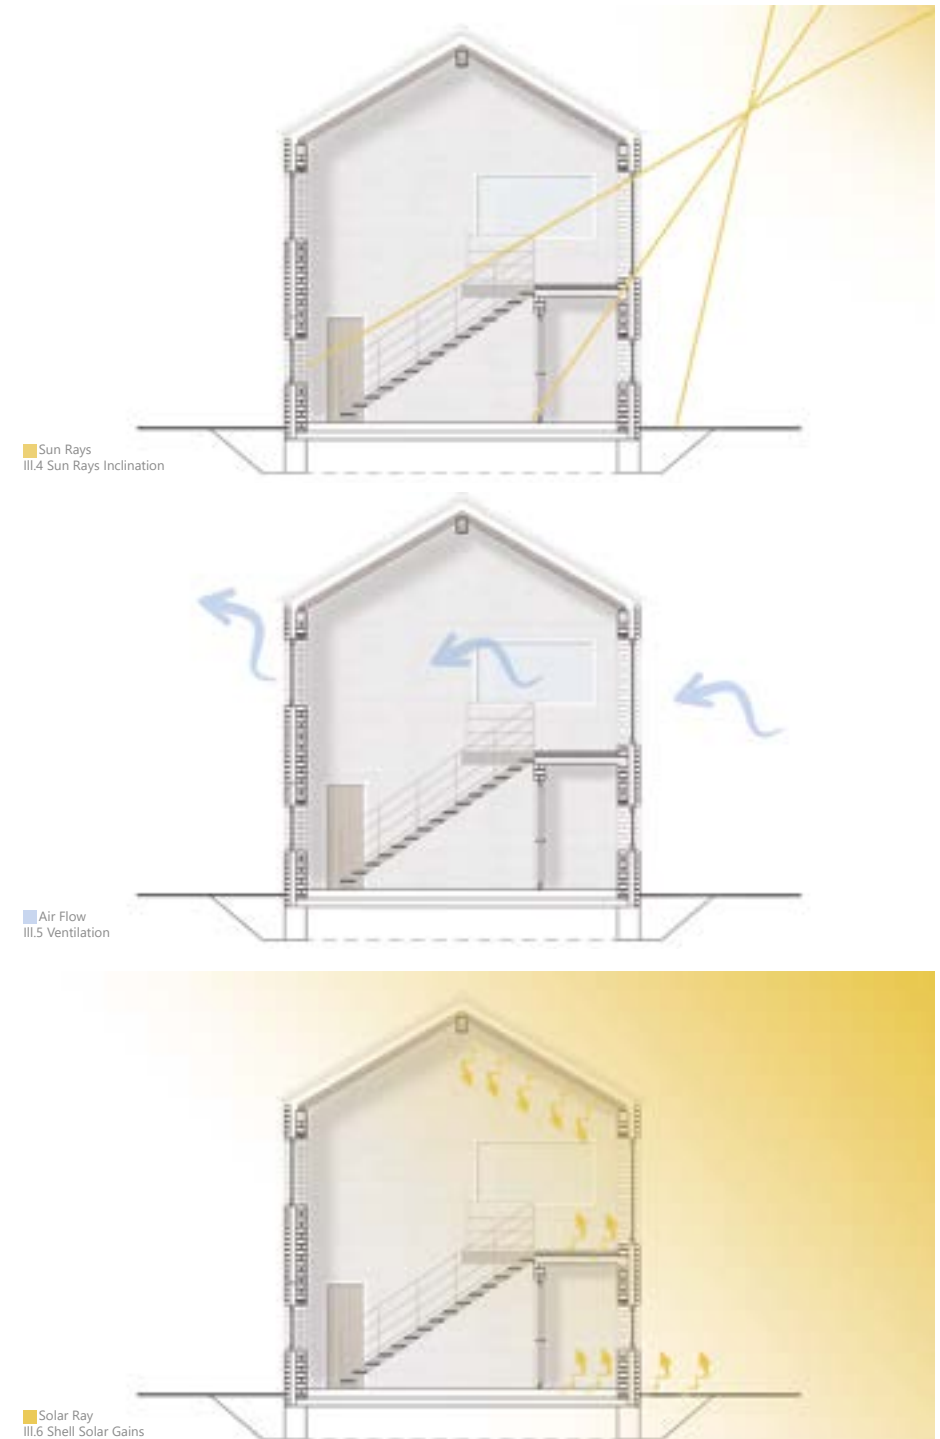 Sun Rays
Ill.4 Sun Rays Inclination
Air Flow
Ill.5 Ventilation
Solar Ray
Ill.6 Shell Solar Gains